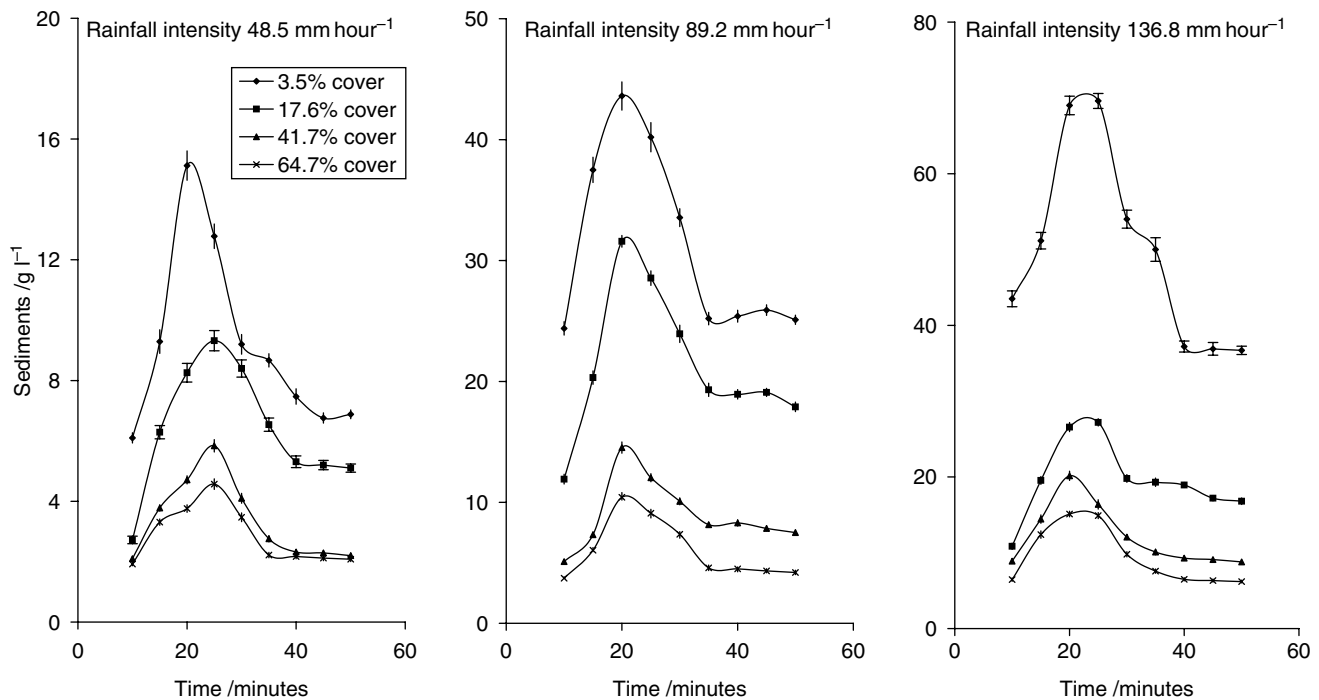 Rainfall intensity 48.5 mm hour⁻¹
3.5% cover
17.6% cover
41.7% cover
64.7% cover
Sediments /g l⁻¹
20
16
12
8
4
0
0 20 40 60
Time /minutes
Rainfall intensity 89.2 mm hour⁻¹
50
40
30
20
10
0
0 20 40 60
Time /minutes
Rainfall intensity 136.8 mm hour⁻¹
80
60
40
20
0
0 20 40 60
Time /minutes